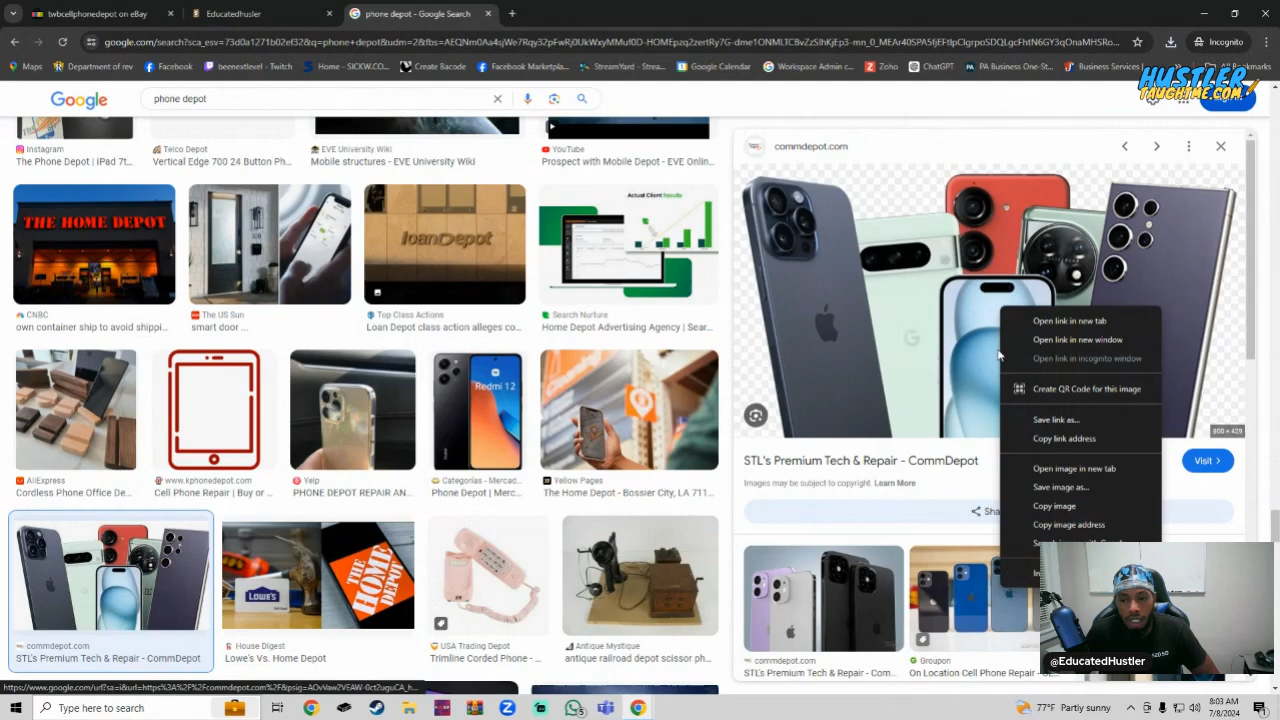 twbcellphones on eBay
Educatedhusler
phone depot - Google Search
google.com/search?sca_esv=73d0a1271b02ef32&q=phone+depot&udm=2&fbs=
Incognito
Maps
Department of rev
Facebook
beenextlevel - Twitch
Home - SICKW.CO...
Create Bacode
Facebook Marketpla...
StreamYard - Strea...
Google Calendar
Workspace Admin c...
Zoho
ChatGPT
PA Business One-St...
Business Services |
All Bookmarks
HUSTLER
TAUGHTME.COM
Google
phone depot
Instagram
The Phone Depot | iPad 7t...
Telco Depot
Vertical Edge 700 24 Button Ph...
EVE University Wiki
Mobile structures - EVE University Wiki
YouTube
Prospect with Mobile Depot - EVE Onlin...
commdepot.com
THE HOME DEPOT
loanDepot
Actual Client Results
CNBC
own container ship to avoid shippi...
The US Sun
smart door ...
Top Class Actions
Loan Depot class action alleges co...
Search Nurture
Home Depot Advertising Agency | Sear...
Open link in new tab
Open link in new window
Open link in incognito window
Create QR Code for this image
Save link as...
Copy link address
Open image in new tab
Save image as...
Copy image
Copy image address
800 × 429
STL's Premium Tech & Repair - CommDepot
Visit
Images may be subject to copyright. Learn More
Redmi 12
AliExpress
Cordless Phone Office De...
www.kphonedepot.com
Cell Phone Repair | Buy or ...
Yelp
PHONE DEPOT REPAIR AN...
Categorías - Mercad...
Phone Depot | Merc...
Yellow Pages
The Home Depot - Bossier City, LA 711...
LOWE'S
THE HOME DEPOT
commdepot.com
STL's Premium Tech & Repair - CommDepot
House Digest
Lowe's Vs. Home Depot
USA Trading Depot
Trimline Corded Phone - ...
Antique Mystique
antique railroad depot scissor ph...
commdepot.com
STL's Premium Tech & Repair - Com...
Groupon
On Location Cell Phone Repair
@EducatedHustler
Type here to search
77°F Mostly cloudy
8:03 AM
7/8/2024